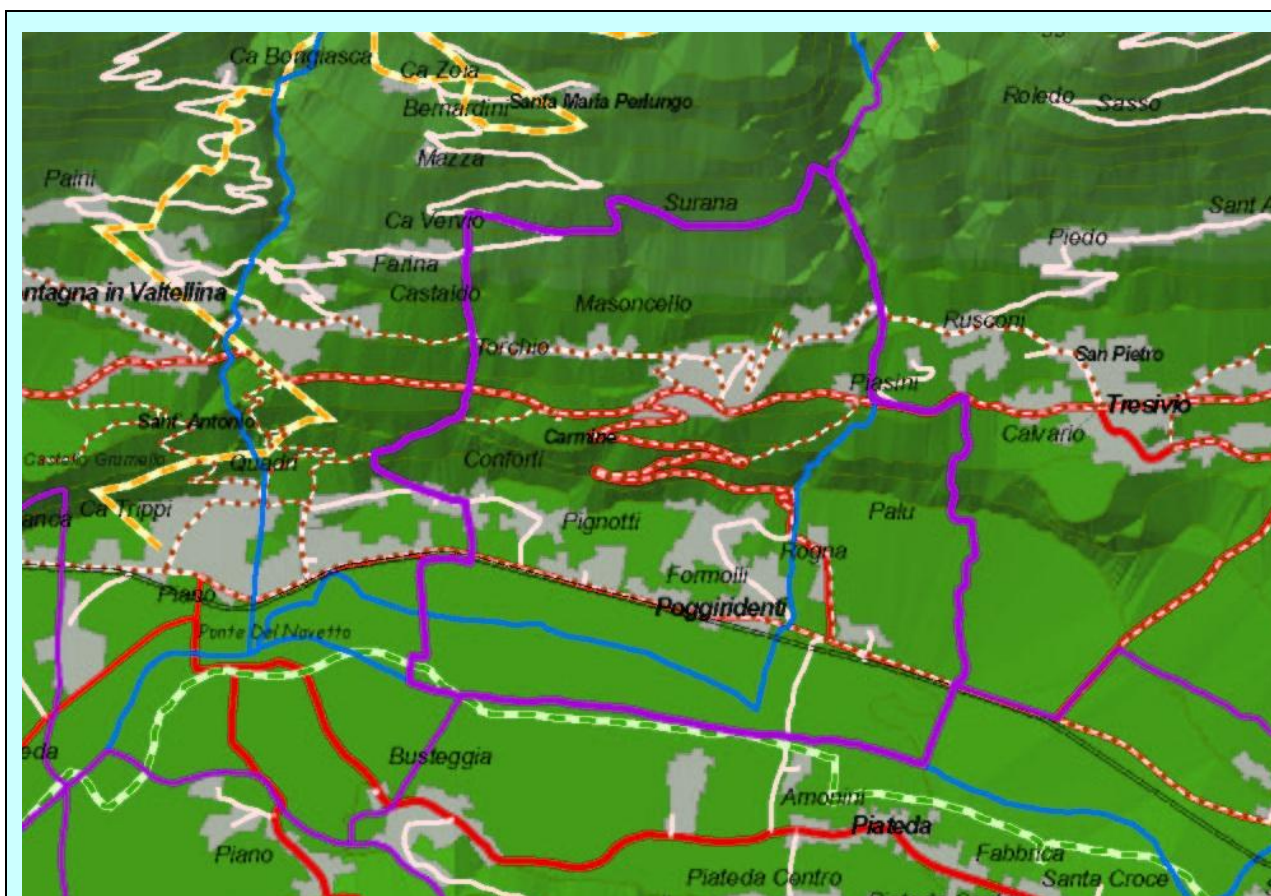 Ca Bongiasca
Ca Zoia
Bernardini
Santa Maria Perlungo
Roledo
Sasso
Mazza
Paini
Surana
Sant A
Ca Vervio
Piedo
Farina
ntagna in Valtellina
Castaldo
Masoncello
Rusconi
Torchio
San Pietro
Piasini
Tresivio
Sant' Antonio
Carmine
Calvario
Castello Grumello
Quadri
Conforti
anca
Ca Trippi
Pignotti
Palu
Rogna
Formolli
Piano
Poggiridenti
Ponte Del Navetto
eda
Busteggia
Amonini
Piateda
Piano
Fabbrica
Piateda Centro
Santa Croce